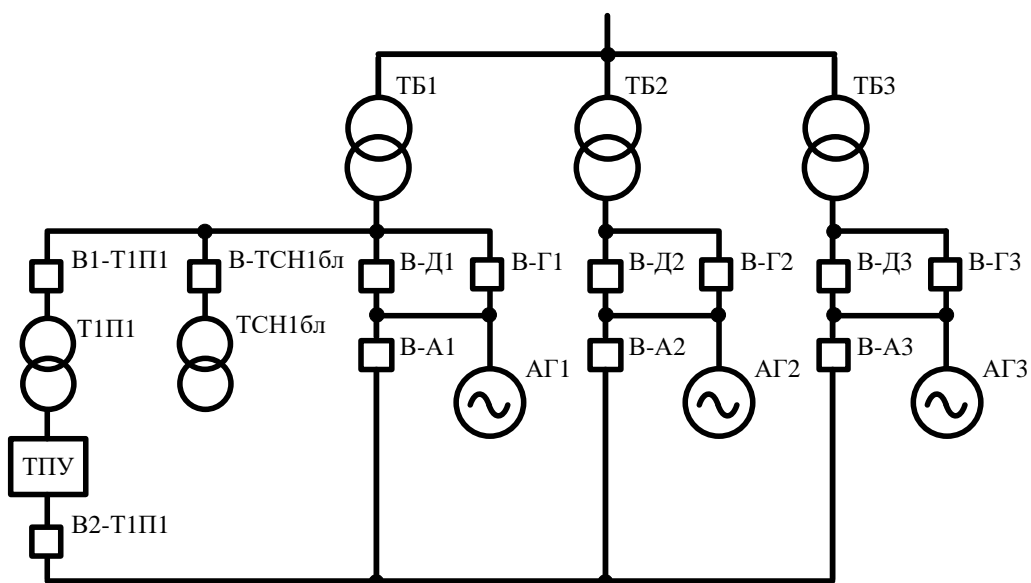 ТБ1
ТБ2
ТБ3
В1-Т1П1
В-ТСН1бл
В-Д1
В-Г1
В-Д2
В-Г2
В-Д3
В-Г3
Т1П1
ТСН1бл
В-А1
В-А2
В-А3
АГ1
АГ2
АГ3
ТПУ
В2-Т1П1